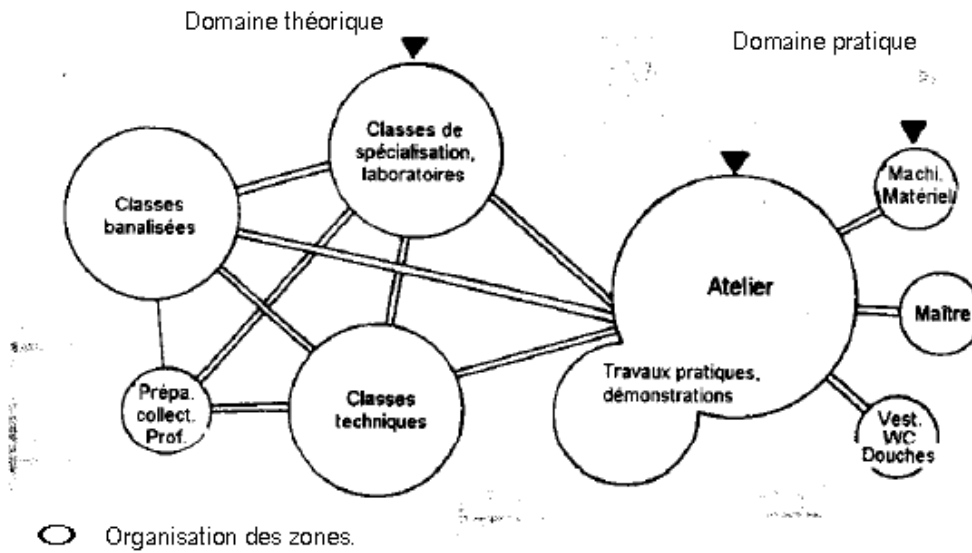 Domaine théorique
Domaine pratique
Classes de
spécialisation,
laboratoires
Classes
banalisées
Machi.
Matériel
Atelier
Maître
Travaux pratiques,
démonstrations
Prépa.
collect.
Prof.
Classes
techniques
Vest.
WC
Douches
Organisation des zones.